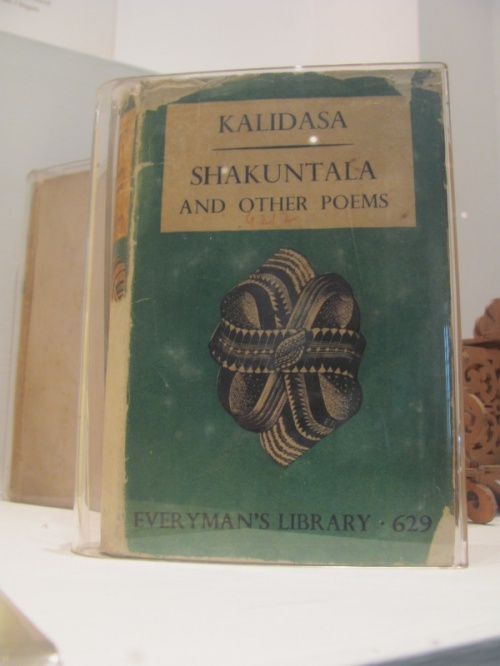 KALIDASA
SHAKUNTALA
AND OTHER POEMS
EVERYMAN'S LIBRARY · 629